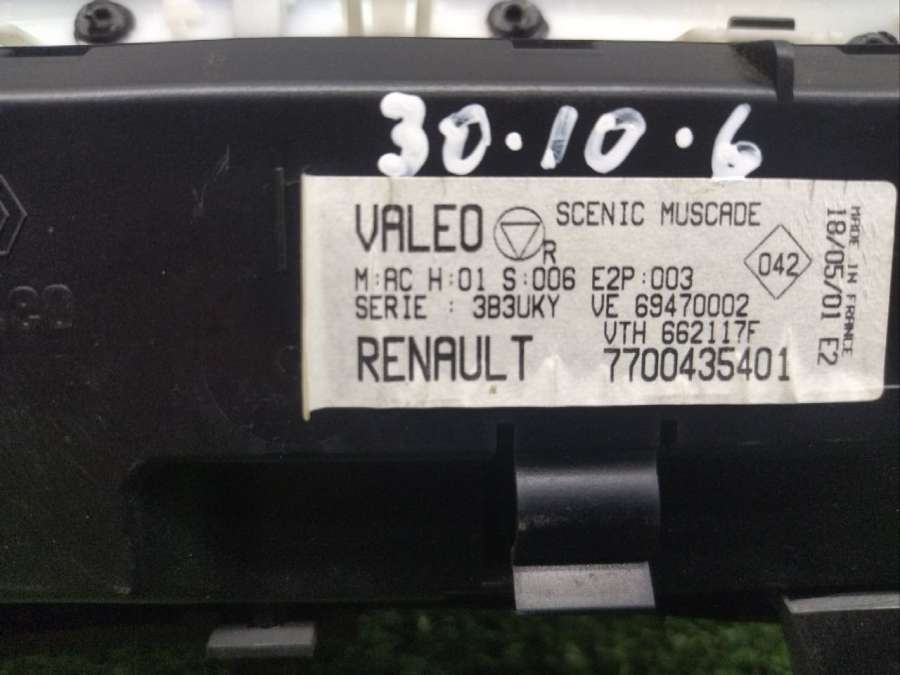 30.10.6
VALEO R SCENIC MUSCADE
M:AC H:01 S:006 E2P:003
SERIE : 3B3UKY VE 69470002
VTH 662117F
RENAULT 7700435401
042
MADE IN FRANCE
18/05/01 E2